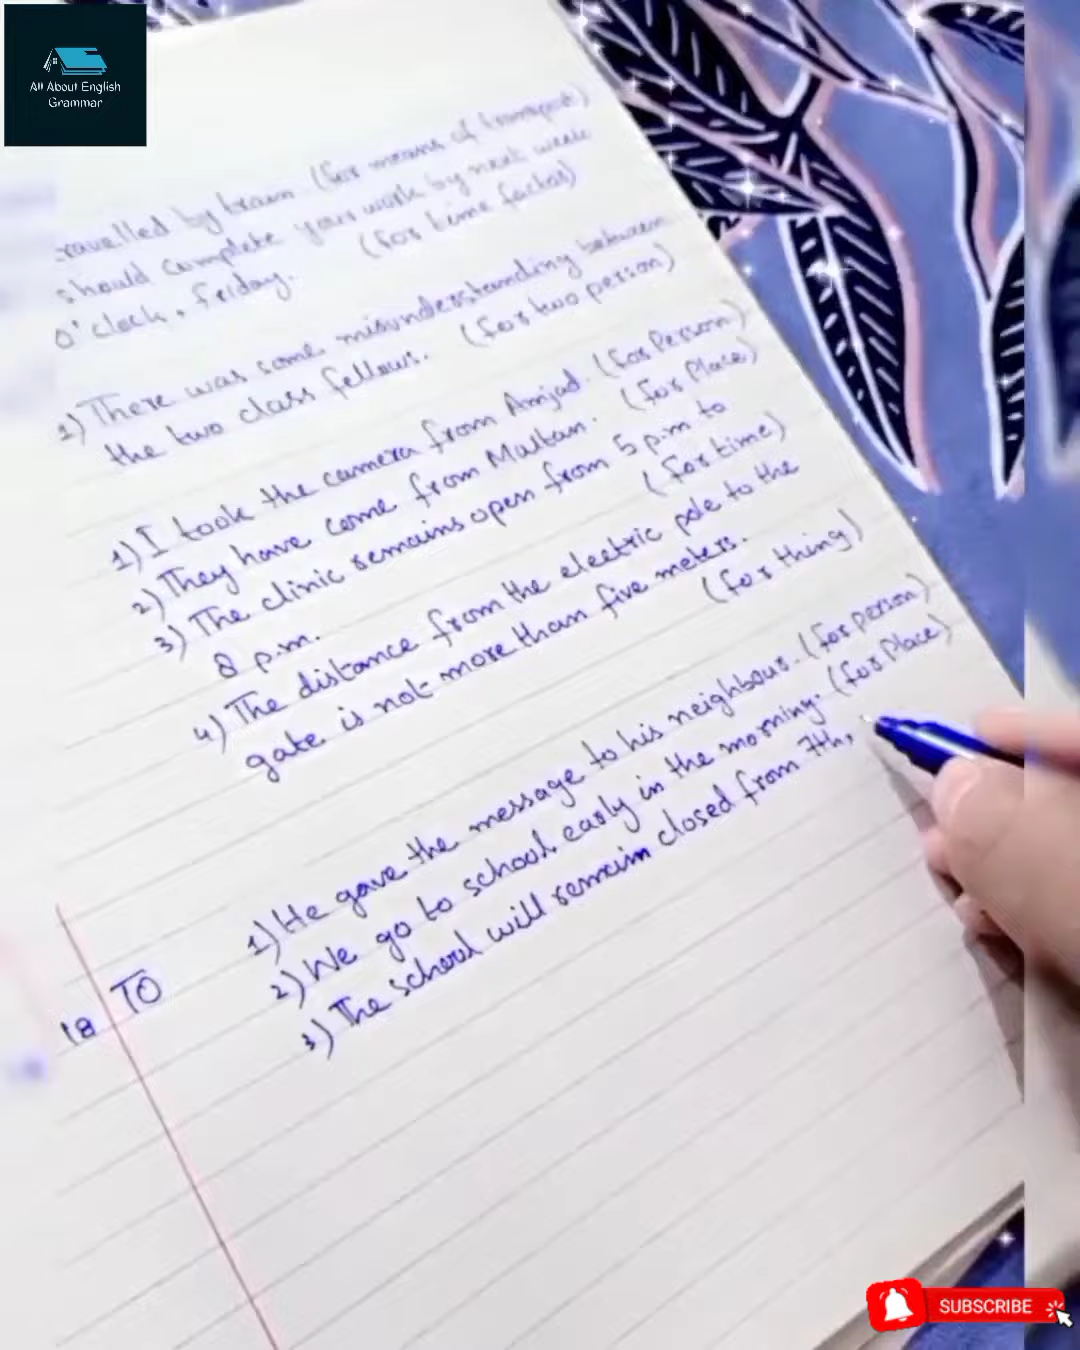 All About English
Grammar
ravelled by train. (for means of transport)
should complete your work by next week
o'clock, Friday. (for time factor)
1) There was some misunderstanding between
the two class fellows. (for two person)
1) I took the camera from Amjad. (for Person)
2) They have come from Multan. (for Place)
3) The clinic remains open from 5 p.m to
8 p.m. (for time)
4) The distance from the electric pole to the
gate is not more than five meters. (for thing)
18 TO
1) He gave the message to his neighbour. (for person)
2) We go to school early in the morning. (for Place)
3) The school will remain closed from 7th,
SUBSCRIBE